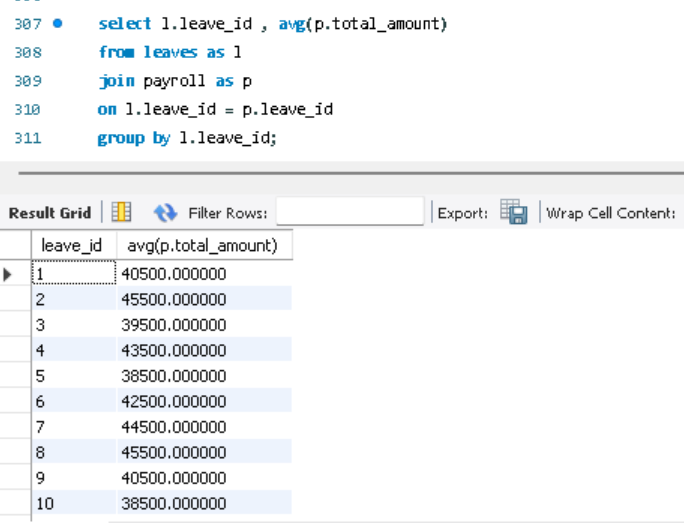 307 select l.leave_id , avg(p.total_amount)
308 from leaves as l
309 join payroll as p
310 on l.leave_id = p.leave_id
311 group by l.leave_id;
Result Grid Filter Rows: Export: Wrap Cell Content:
leave_id avg(p.total_amount)
1 40500.000000
2 45500.000000
3 39500.000000
4 43500.000000
5 38500.000000
6 42500.000000
7 44500.000000
8 45500.000000
9 40500.000000
10 38500.000000